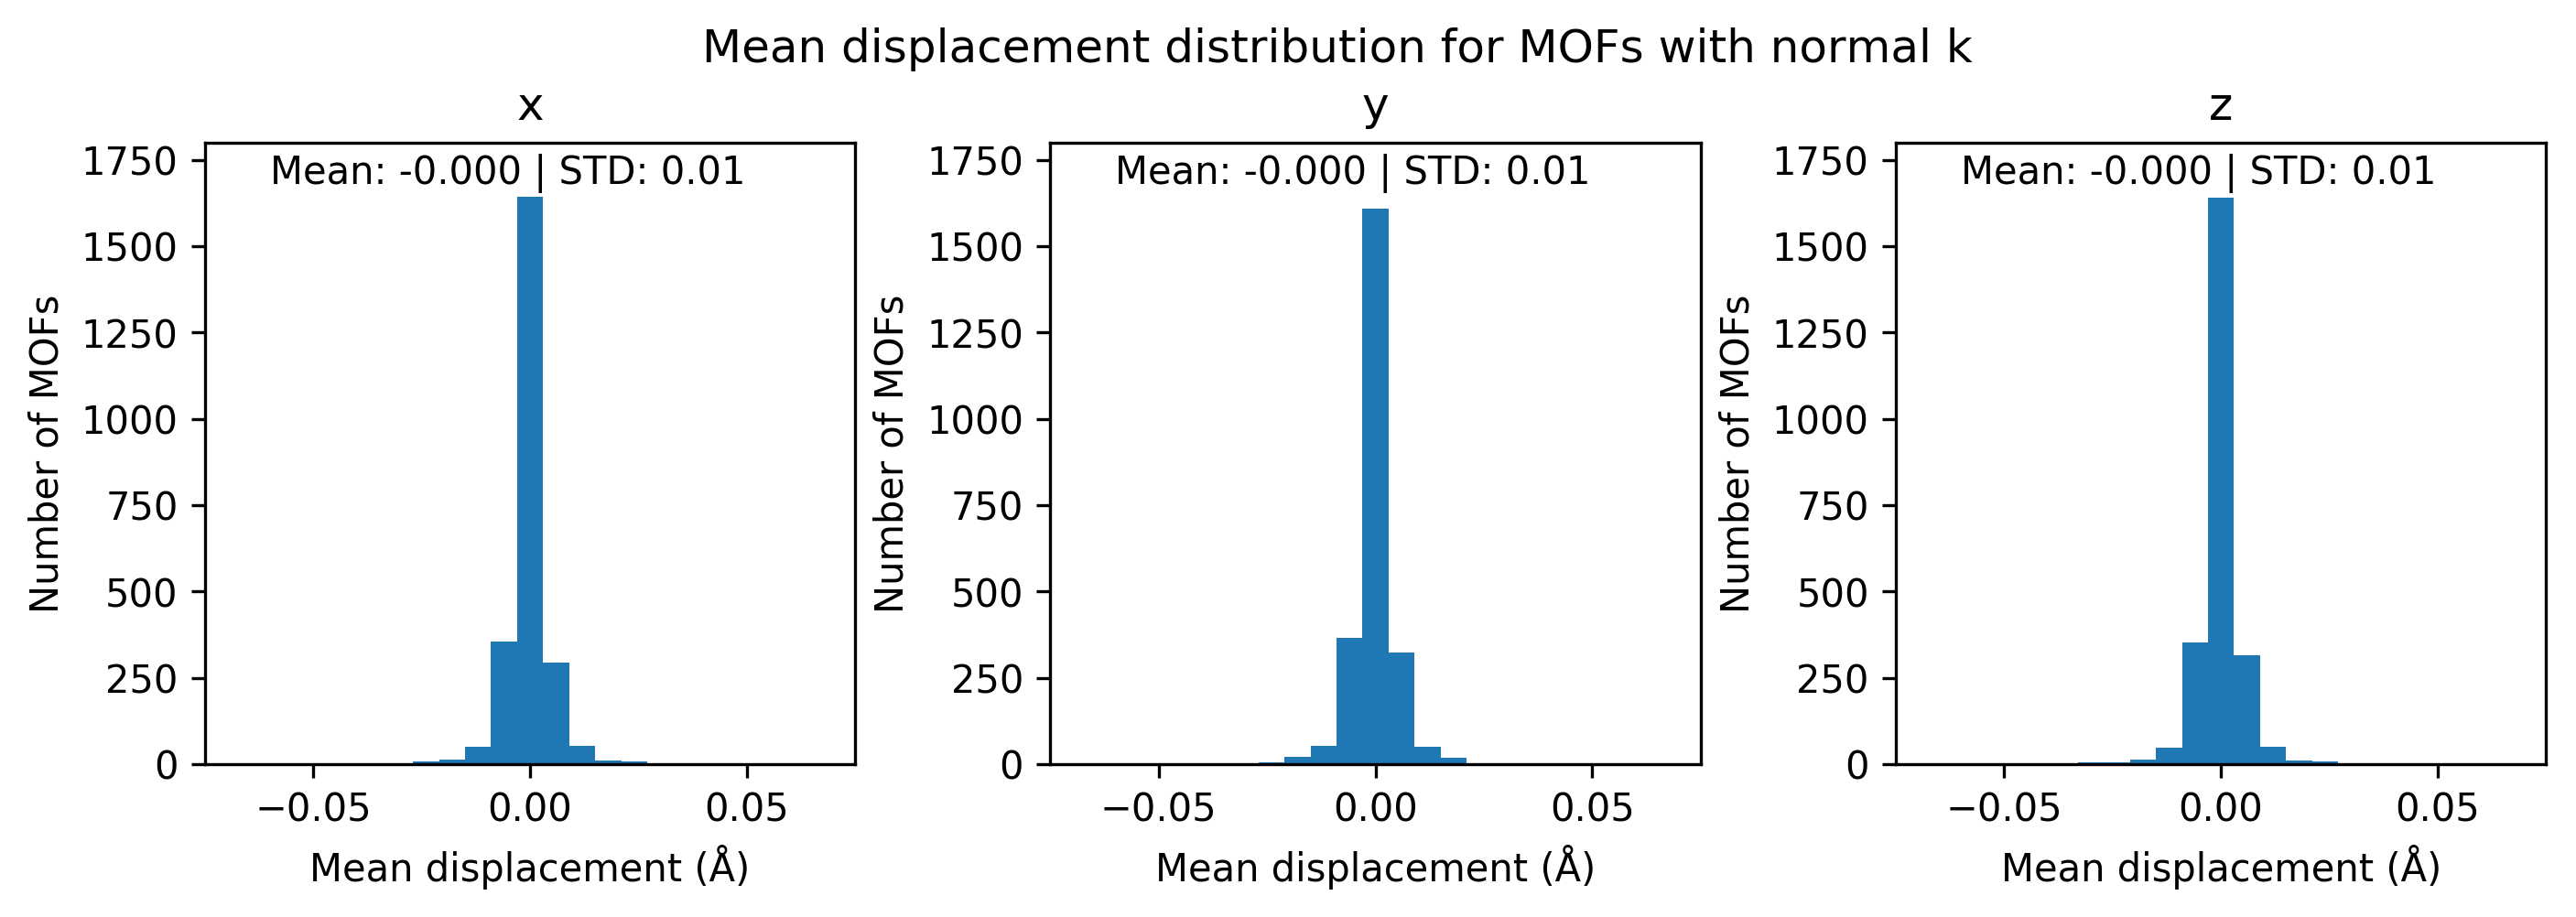 Mean displacement distribution for MOFs with normal k
x
Mean: -0.000 | STD: 0.01
1750
1500
1250
1000
750
500
250
0
Number of MOFs
−0.05
0.00
0.05
Mean displacement (Å)
y
Mean: -0.000 | STD: 0.01
1750
1500
1250
1000
750
500
250
0
Number of MOFs
−0.05
0.00
0.05
Mean displacement (Å)
z
Mean: -0.000 | STD: 0.01
1750
1500
1250
1000
750
500
250
0
Number of MOFs
−0.05
0.00
0.05
Mean displacement (Å)